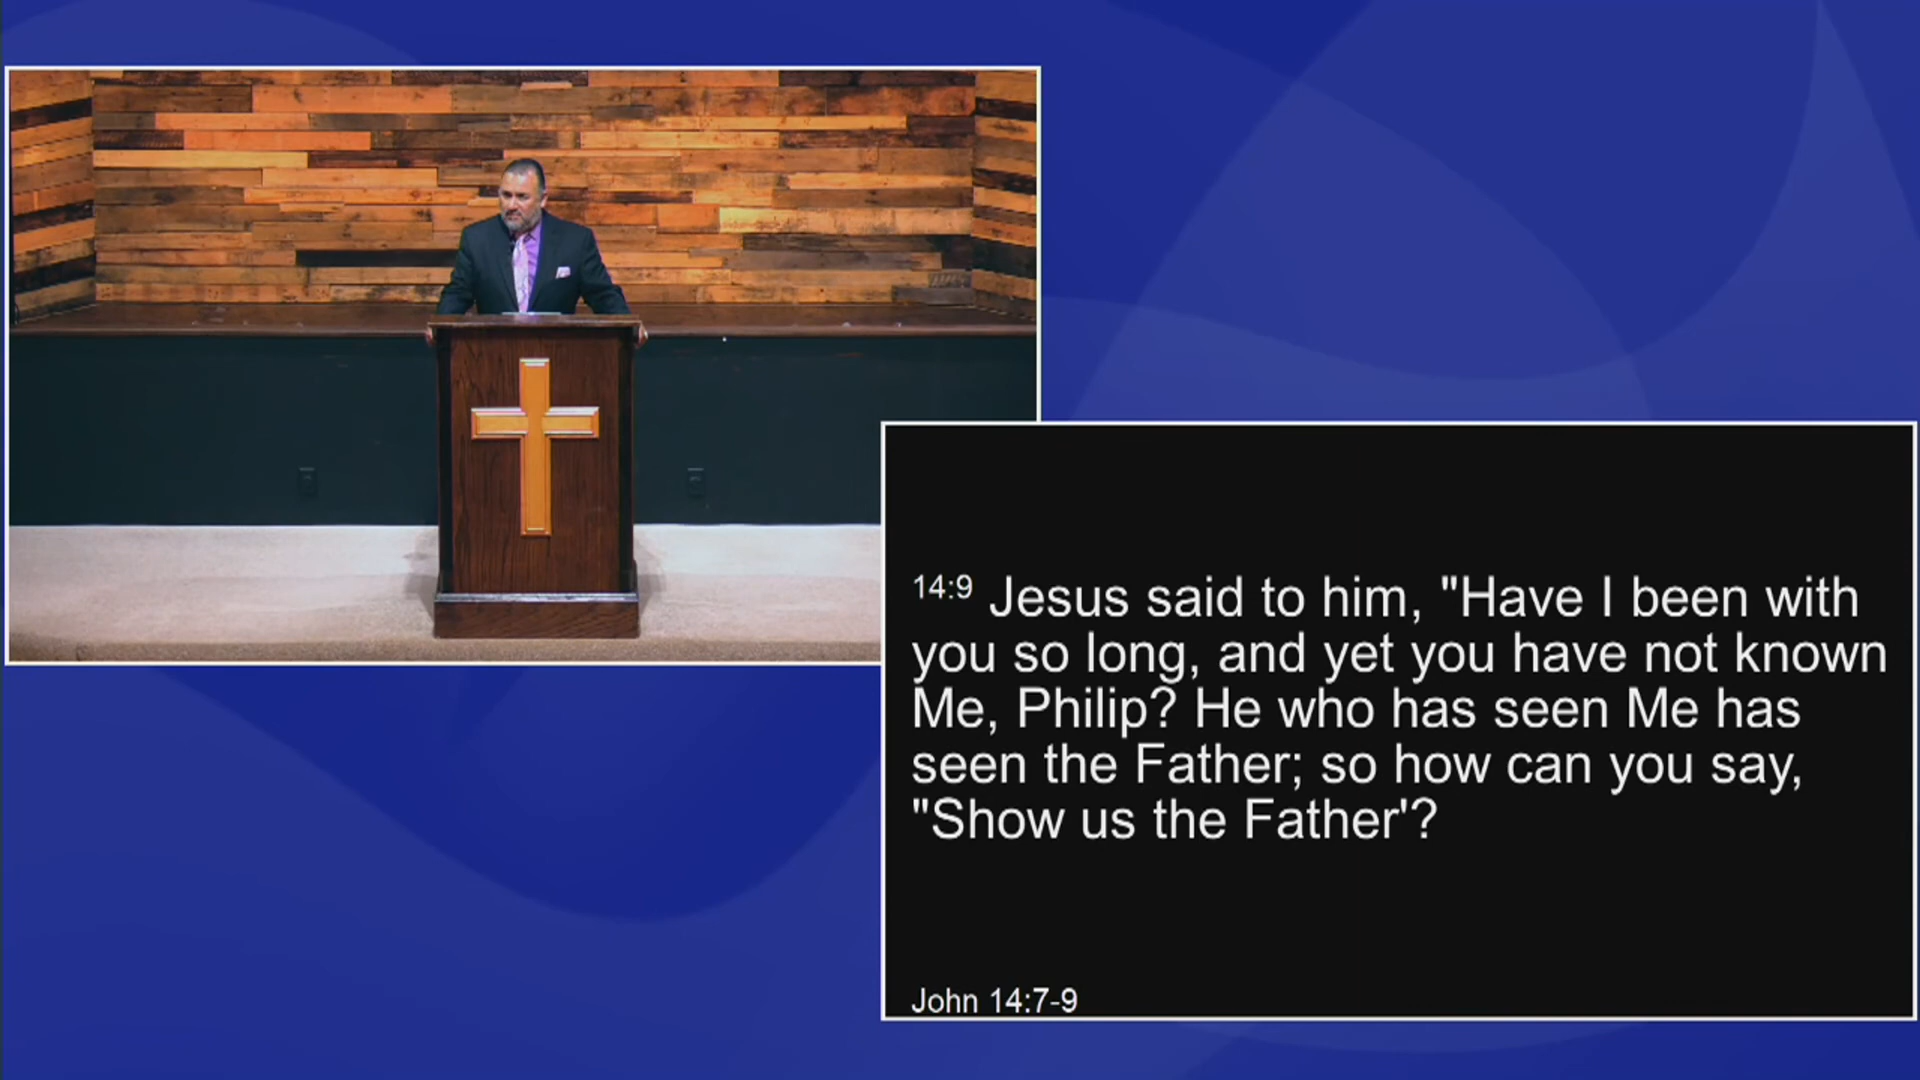 14:9 Jesus said to him, "Have I been with
you so long, and yet you have not known
Me, Philip? He who has seen Me has
seen the Father; so how can you say,
"Show us the Father'?
John 14:7-9